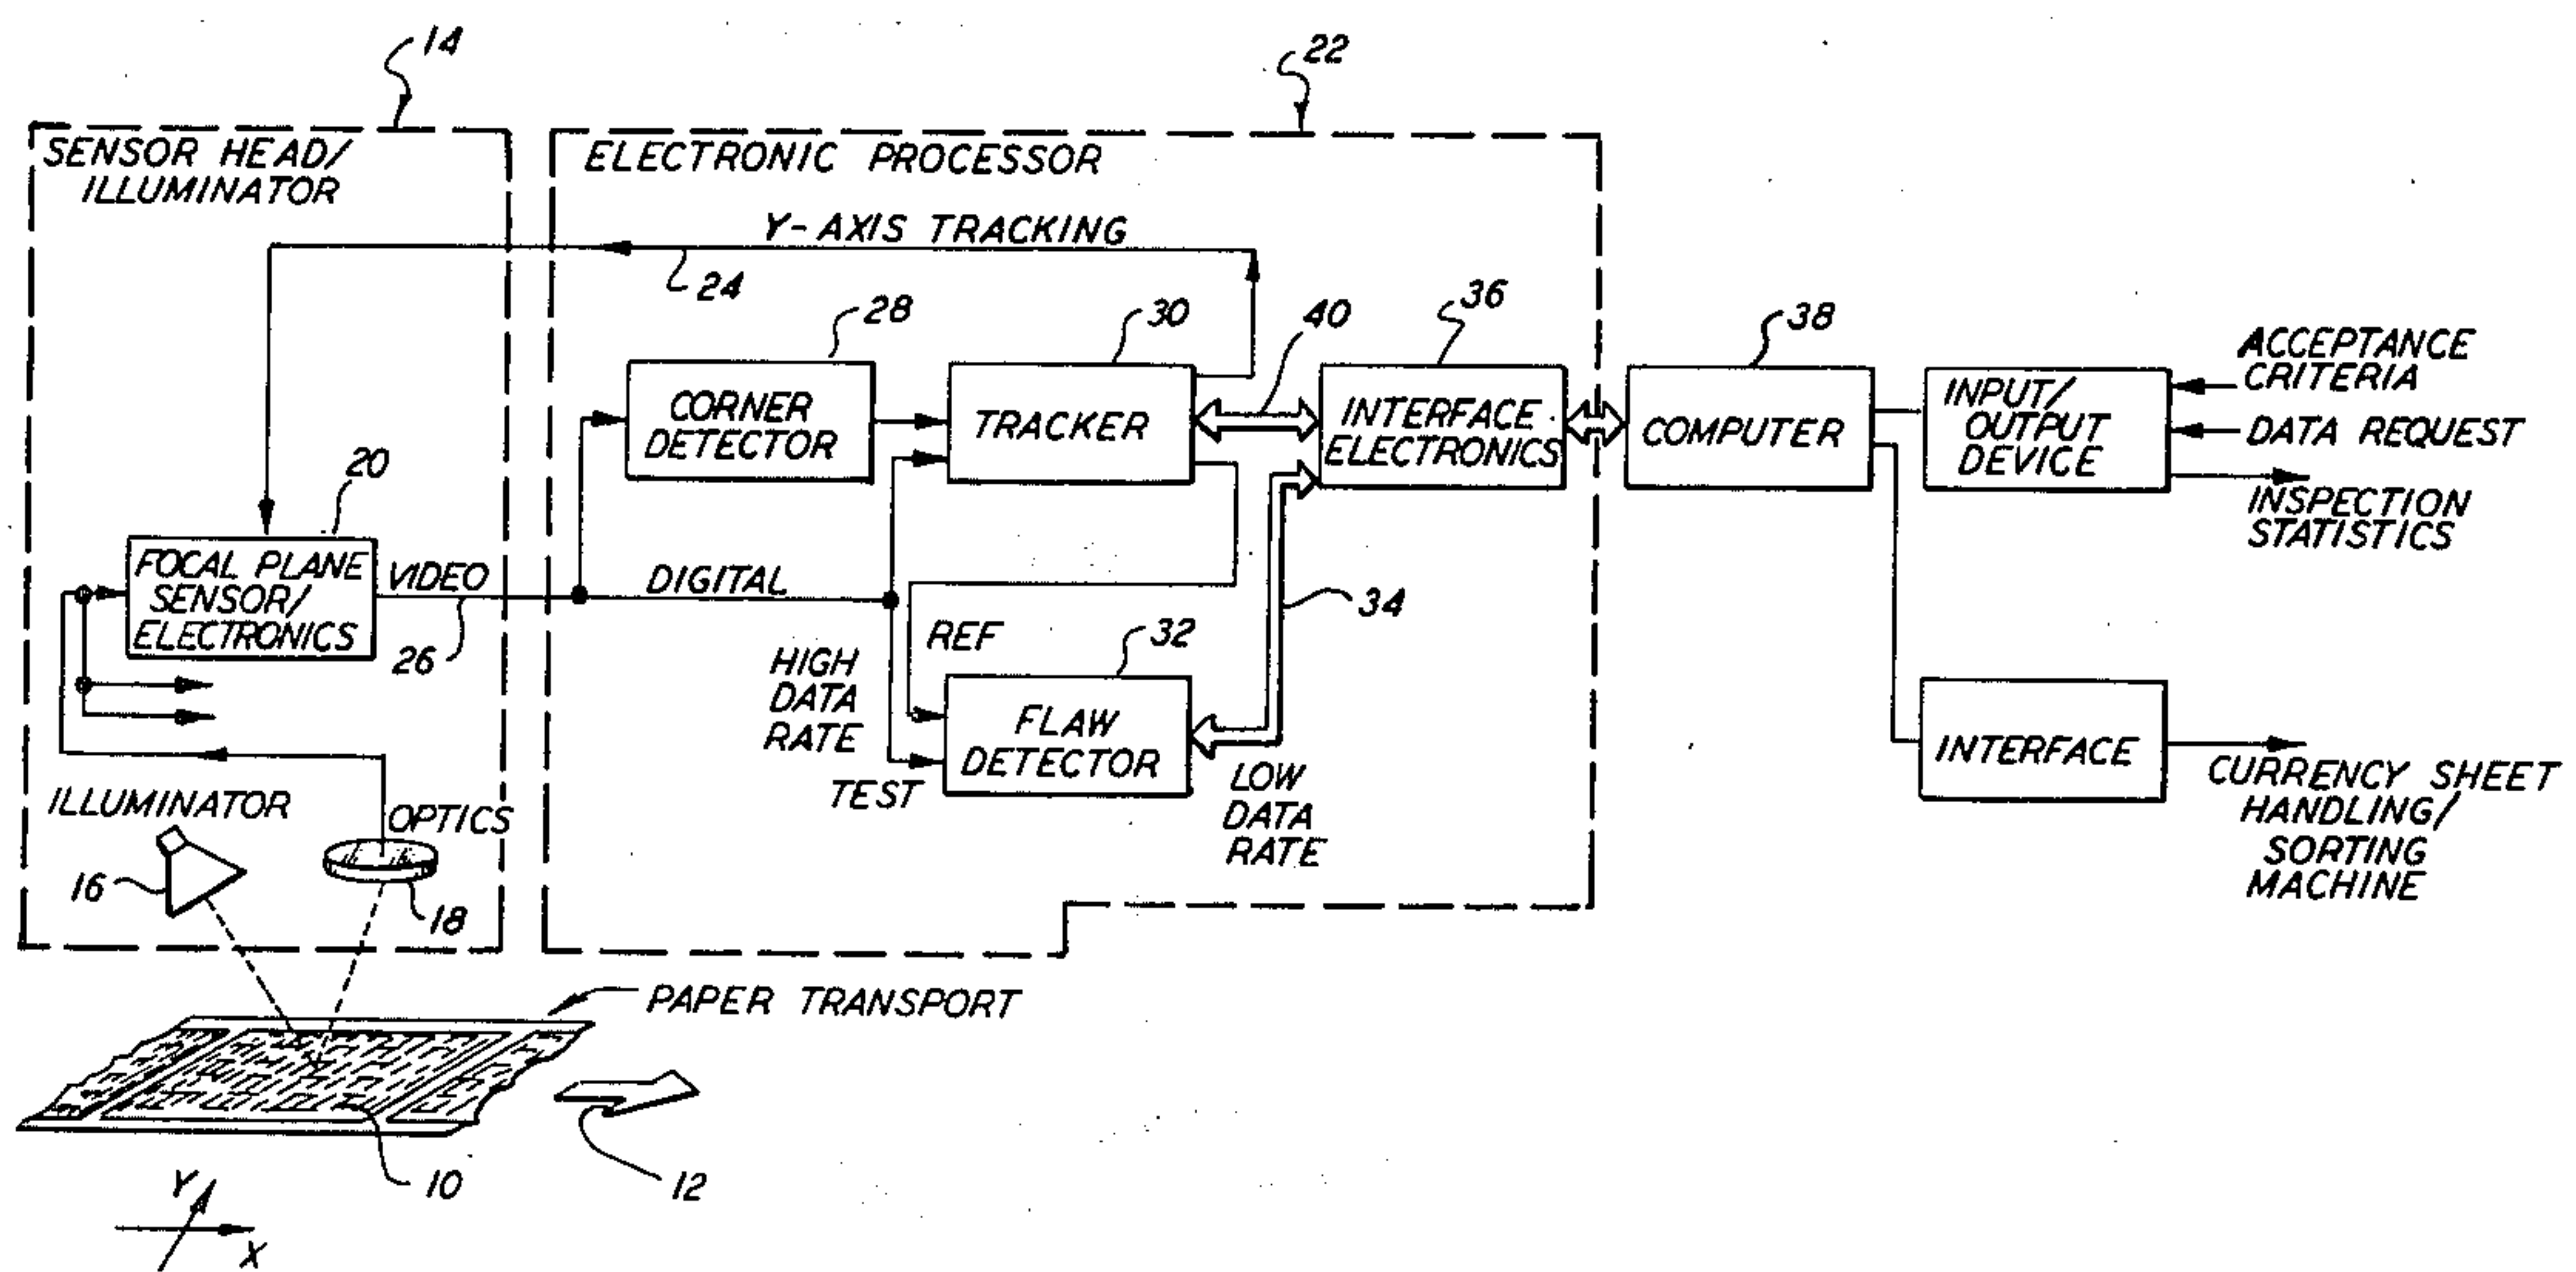 14
22
SENSOR HEAD/
ILLUMINATOR
ELECTRONIC PROCESSOR
Y-AXIS TRACKING
24
28
30
40
36
38
CORNER
DETECTOR
TRACKER
INTERFACE
ELECTRONICS
COMPUTER
INPUT/
OUTPUT
DEVICE
ACCEPTANCE
CRITERIA
DATA REQUEST
INSPECTION
STATISTICS
20
FOCAL PLANE
SENSOR/
ELECTRONICS
VIDEO
26
DIGITAL
HIGH
DATA
RATE
REF
TEST
32
34
FLAW
DETECTOR
LOW
DATA
RATE
INTERFACE
CURRENCY SHEET
HANDLING/
SORTING
MACHINE
ILLUMINATOR
OPTICS
16
18
PAPER TRANSPORT
10
12
Y
X